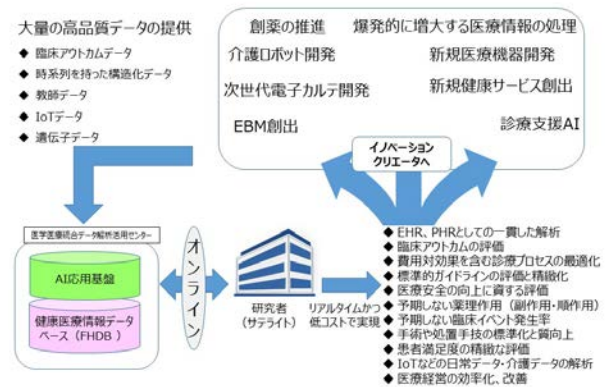 大量の高品質データの提供
◆ 臨床アウトカムデータ
◆ 時系列を持った構造化データ
◆ 教師データ
◆ IoTデータ
◆ 遺伝子データ
創薬の推進 爆発的に増大する医療情報の処理
介護ロボット開発 新規医療機器開発
次世代電子カルテ開発 新規健康サービス創出
EBM創出 診療支援AI
イノベーション
クリエータへ
医学医療統合データ解析活用センター
AI応用基盤
健康医療情報データ
ベース（FHDB ）
オンライン
研究者
（サテライト）
リアルタイムかつ
低コストで実現
◆ EHR、PHRとしての一貫した解析
◆ 臨床アウトカムの評価
◆ 費用対効果を含む診療プロセスの最適化
◆ 標準的ガイドラインの評価と精緻化
◆ 医療安全の向上に資する評価
◆ 予期しない薬理作用（副作用・順作用）
◆ 予期しない臨床イベント発生率
◆ 手術や処置手技の標準化と質向上
◆ 患者満足度の精緻な評価
◆ IoTなどの日常データ・介護データの解析
◆ 医療経営の効率化、改善